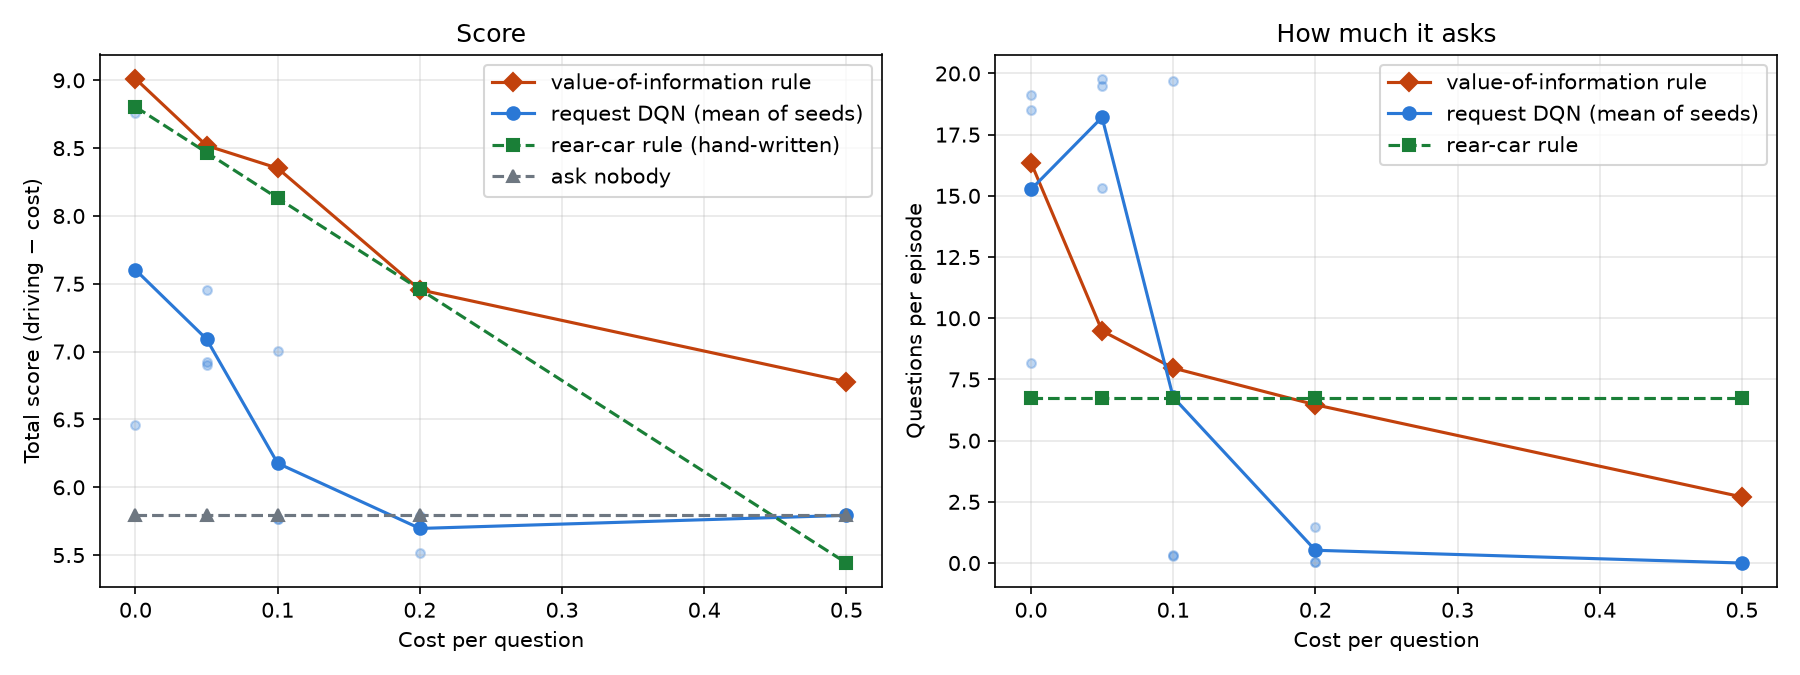 Score
Total score (driving − cost)
9.0
8.5
8.0
7.5
7.0
6.5
6.0
5.5
value-of-information rule
request DQN (mean of seeds)
rear-car rule (hand-written)
ask nobody
0.0 0.1 0.2 0.3 0.4 0.5
Cost per question
How much it asks
Questions per episode
20.0
17.5
15.0
12.5
10.0
7.5
5.0
2.5
0.0
value-of-information rule
request DQN (mean of seeds)
rear-car rule
0.0 0.1 0.2 0.3 0.4 0.5
Cost per question